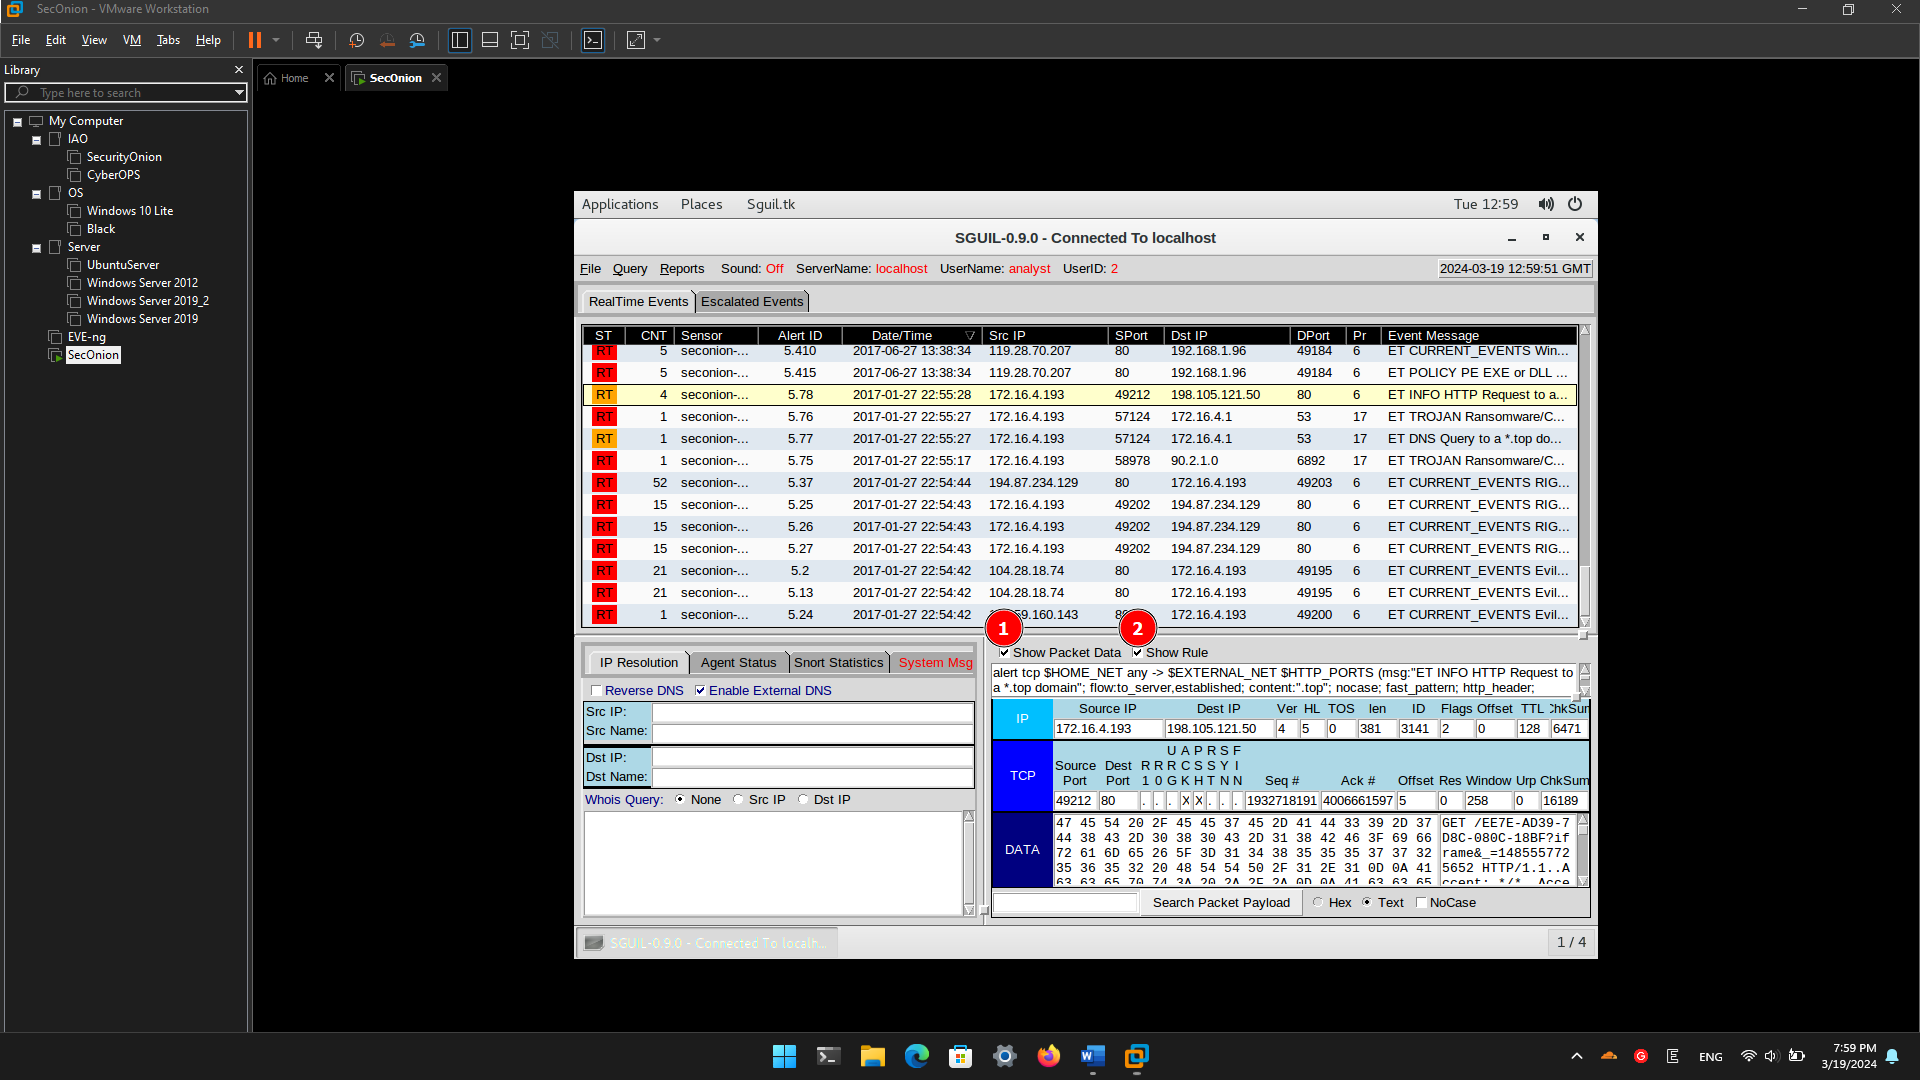 SecOnion - VMware Workstation
File Edit View VM Tabs Help
Library
Type here to search
My Computer
IAO
SecurityOnion
CyberOPS
OS
Windows 10 Lite
Black
Server
UbuntuServer
Windows Server 2012
Windows Server 2019_2
Windows Server 2019
EVE-ng
SecOnion
Home SecOnion
Applications Places Sguil.tk Tue 12:59
SGUIL-0.9.0 - Connected To localhost
File Query Reports Sound: Off ServerName: localhost UserName: analyst UserID: 2 2024-03-19 12:59:51 GMT
RealTime Events Escalated Events
ST CNT Sensor Alert ID Date/Time Src IP SPort Dst IP DPort Pr Event Message
RT 5 seconion-... 5.410 2017-06-27 13:38:34 119.28.70.207 80 192.168.1.96 49184 6 ET CURRENT_EVENTS Win...
RT 5 seconion-... 5.415 2017-06-27 13:38:34 119.28.70.207 80 192.168.1.96 49184 6 ET POLICY PE EXE or DLL ...
RT 4 seconion-... 5.78 2017-01-27 22:55:28 172.16.4.193 49212 198.105.121.50 80 6 ET INFO HTTP Request to a...
RT 1 seconion-... 5.76 2017-01-27 22:55:27 172.16.4.193 57124 172.16.4.1 53 17 ET TROJAN Ransomware/C...
RT 1 seconion-... 5.77 2017-01-27 22:55:27 172.16.4.193 57124 172.16.4.1 53 17 ET DNS Query to a *.top do...
RT 1 seconion-... 5.75 2017-01-27 22:55:17 172.16.4.193 58978 90.2.1.0 6892 17 ET TROJAN Ransomware/C...
RT 52 seconion-... 5.37 2017-01-27 22:54:44 194.87.234.129 80 172.16.4.193 49203 6 ET CURRENT_EVENTS RIG...
RT 15 seconion-... 5.25 2017-01-27 22:54:43 172.16.4.193 49202 194.87.234.129 80 6 ET CURRENT_EVENTS RIG...
RT 15 seconion-... 5.26 2017-01-27 22:54:43 172.16.4.193 49202 194.87.234.129 80 6 ET CURRENT_EVENTS RIG...
RT 15 seconion-... 5.27 2017-01-27 22:54:43 172.16.4.193 49202 194.87.234.129 80 6 ET CURRENT_EVENTS RIG...
RT 21 seconion-... 5.2 2017-01-27 22:54:42 104.28.18.74 80 172.16.4.193 49195 6 ET CURRENT_EVENTS Evil...
RT 21 seconion-... 5.13 2017-01-27 22:54:42 104.28.18.74 80 172.16.4.193 49195 6 ET CURRENT_EVENTS Evil...
RT 1 seconion-... 5.24 2017-01-27 22:54:42 .160.143 172.16.4.193 49200 6 ET CURRENT_EVENTS Evil...
1 2
IP Resolution Agent Status Snort Statistics System Msg
Reverse DNS Enable External DNS
Src IP:
Src Name:
Dst IP:
Dst Name:
Whois Query: None Src IP Dst IP
Show Packet Data Show Rule
alert tcp $HOME_NET any -> $EXTERNAL_NET $HTTP_PORTS (msg:"ET INFO HTTP Request to
a *.top domain"; flow:to_server,established; content:".top"; nocase; fast_pattern; http_header;
IP Source IP Dest IP Ver HL TOS len ID Flags Offset TTL ChkSum
172.16.4.193 198.105.121.50 4 5 0 381 3141 2 0 128 6471
U A P R S F
Source Dest R R R C S S Y I
TCP Port Port 1 0 G K H T N N Seq # Ack # Offset Res Window Urp ChkSum
49212 80 . . . X X . . . 1932718191 4006661597 5 0 258 0 16189
DATA
47 45 54 20 2F 45 45 37 45 2D 41 44 33 39 2D 37 GET /EE7E-AD39-7
44 38 43 2D 30 38 30 43 2D 31 38 42 46 3F 69 66 D8C-080C-18BF?if
72 61 6D 65 26 5F 3D 31 34 38 35 35 35 37 37 32 rame&_=148555772
35 36 35 32 20 48 54 54 50 2F 31 2E 31 0D 0A 41 5652 HTTP/1.1..A
63 63 65 70 74 3A 20 2A 2F 2A 0D 0A 41 63 63 65 ccept: */*..Acce
Search Packet Payload Hex Text NoCase
SGUIL-0.9.0 - Connected To localh... 1 / 4
ENG 7:59 PM
3/19/2024